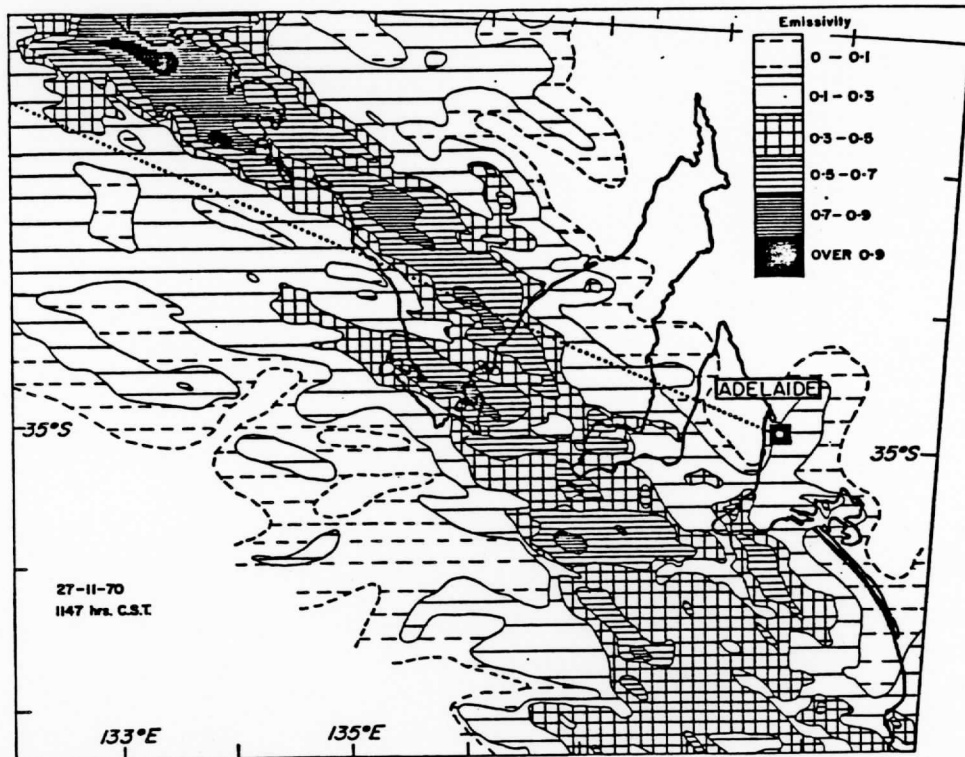 Emissivity
0 – 0·1
0·1 – 0·3
0·3 – 0·5
0·5 – 0·7
0·7 – 0·9
OVER 0·9
ADELAIDE
35°S
35°S
27-11-70
1147 hrs. C.S.T.
133°E
135°E